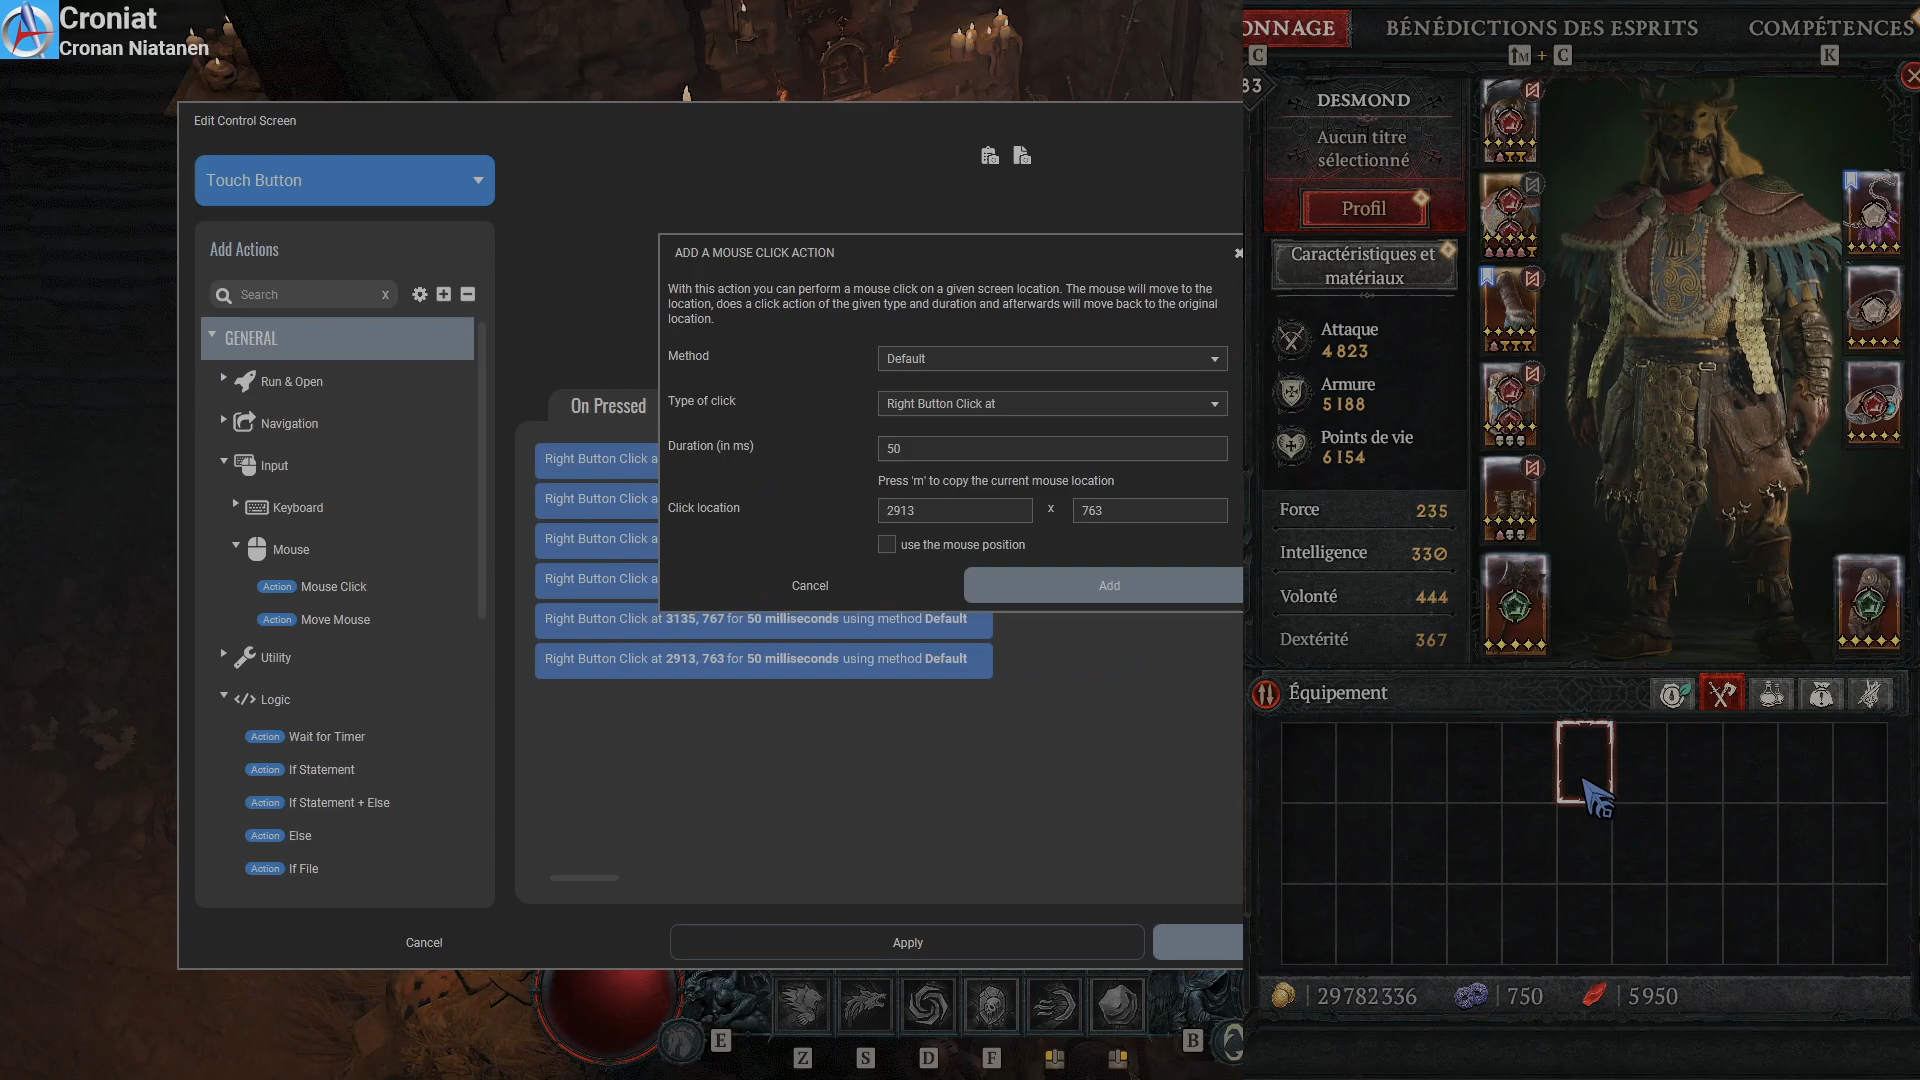 Croniat
Cronan Niatanen
Edit Control Screen
Touch Button
Add Actions
Search
X
GENERAL
Run & Open
Navigation
Input
Keyboard
Mouse
Action Mouse Click
Action Move Mouse
Utility
Logic
Action Wait for Timer
Action If Statement
Action If Statement + Else
Action Else
Action If File
Cancel
Apply
On Pressed
Right Button Click a
Right Button Click a
Right Button Click a
Right Button Click a
Right Button Click at 3135, 767 for 50 milliseconds using method Default
Right Button Click at 2913, 763 for 50 milliseconds using method Default
ADD A MOUSE CLICK ACTION
With this action you can perform a mouse click on a given screen location. The mouse will move to the
location, does a click action of the given type and duration and afterwards will move back to the original
location.
Method
Default
Type of click
Right Button Click at
Duration (in ms)
50
Press 'm' to copy the current mouse location
Click location
2913 x 763
use the mouse position
Cancel
Add
ONNAGE
BÉNÉDICTIONS DES ESPRITS
COMPÉTENCES
C
M + C
K
83
DESMOND
Aucun titre
sélectionné
Profil
Caractéristiques et
matériaux
Attaque
4 823
Armure
5 188
Points de vie
6 154
Force 235
Intelligence 330
Volonté 444
Dextérité 367
Équipement
29782336
750
5950
E
Z
S
D
F
B